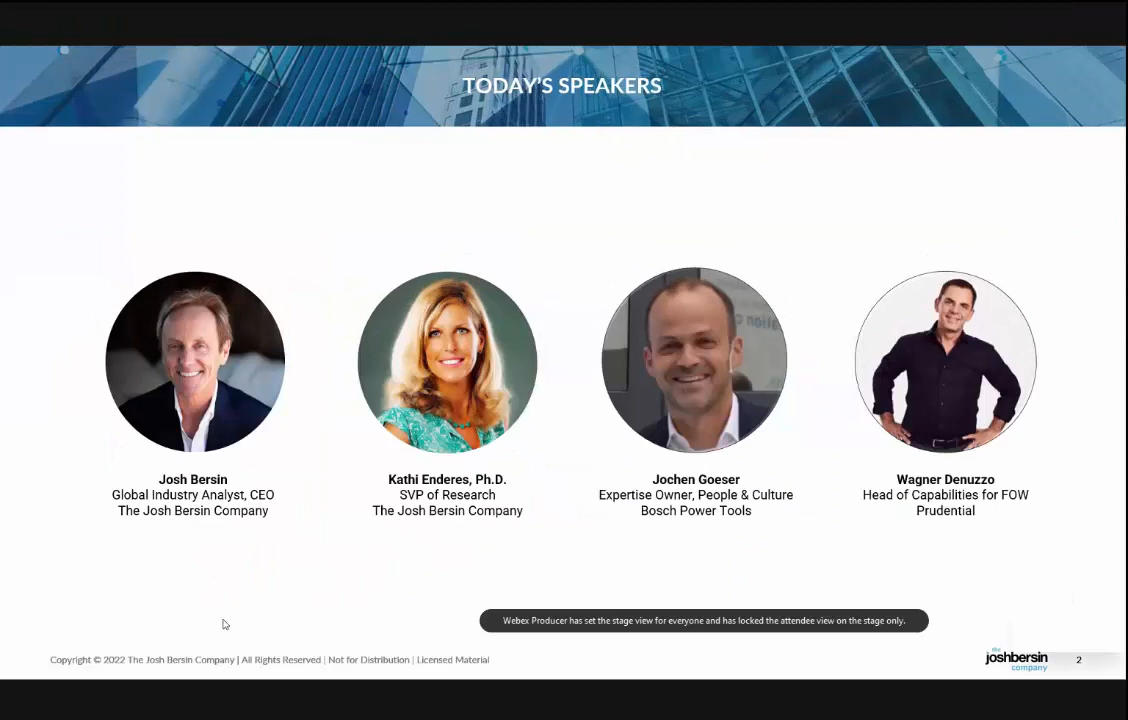 TODAY'S SPEAKERS
Josh Bersin
Global Industry Analyst, CEO
The Josh Bersin Company
Kathi Enderes, Ph.D.
SVP of Research
The Josh Bersin Company
Jochen Goeser
Expertise Owner, People & Culture
Bosch Power Tools
Wagner Denuzzo
Head of Capabilities for FOW
Prudential
Webex Producer has set the stage view for everyone and has locked the attendee view on the stage only.
Copyright © 2022 The Josh Bersin Company | All Rights Reserved | Not for Distribution | Licensed Material
the
joshbersin
company
2